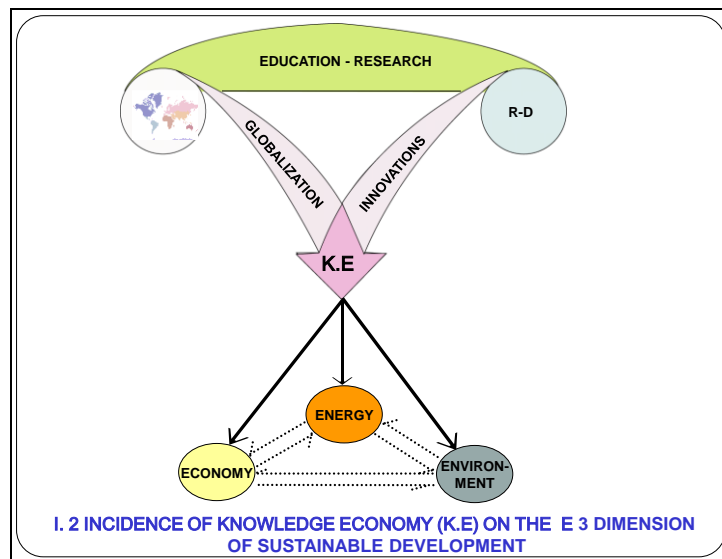 EDUCATION - RESEARCH
R-D
GLOBALIZATION
INNOVATIONS
K.E
ENERGY
ECONOMY
ENVIRON-
MENT
I. 2 INCIDENCE OF KNOWLEDGE ECONOMY (K.E) ON THE E 3 DIMENSION
OF SUSTAINABLE DEVELOPMENT